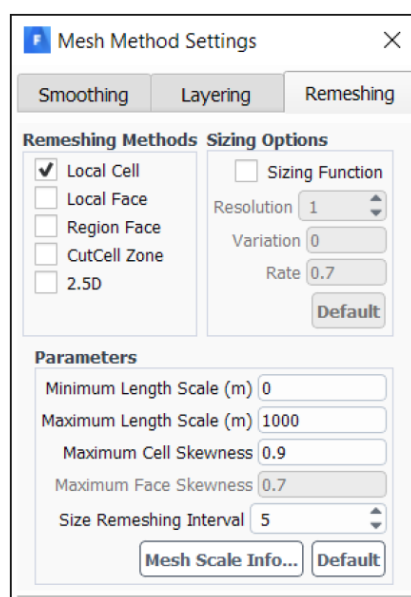 F Mesh Method Settings
Smoothing Layering Remeshing
Remeshing Methods Sizing Options
Local Cell
Local Face
Region Face
CutCell Zone
2.5D
Sizing Function
Resolution 1
Variation 0
Rate 0.7
Default
Parameters
Minimum Length Scale (m) 0
Maximum Length Scale (m) 1000
Maximum Cell Skewness 0.9
Maximum Face Skewness 0.7
Size Remeshing Interval 5
Mesh Scale Info... Default